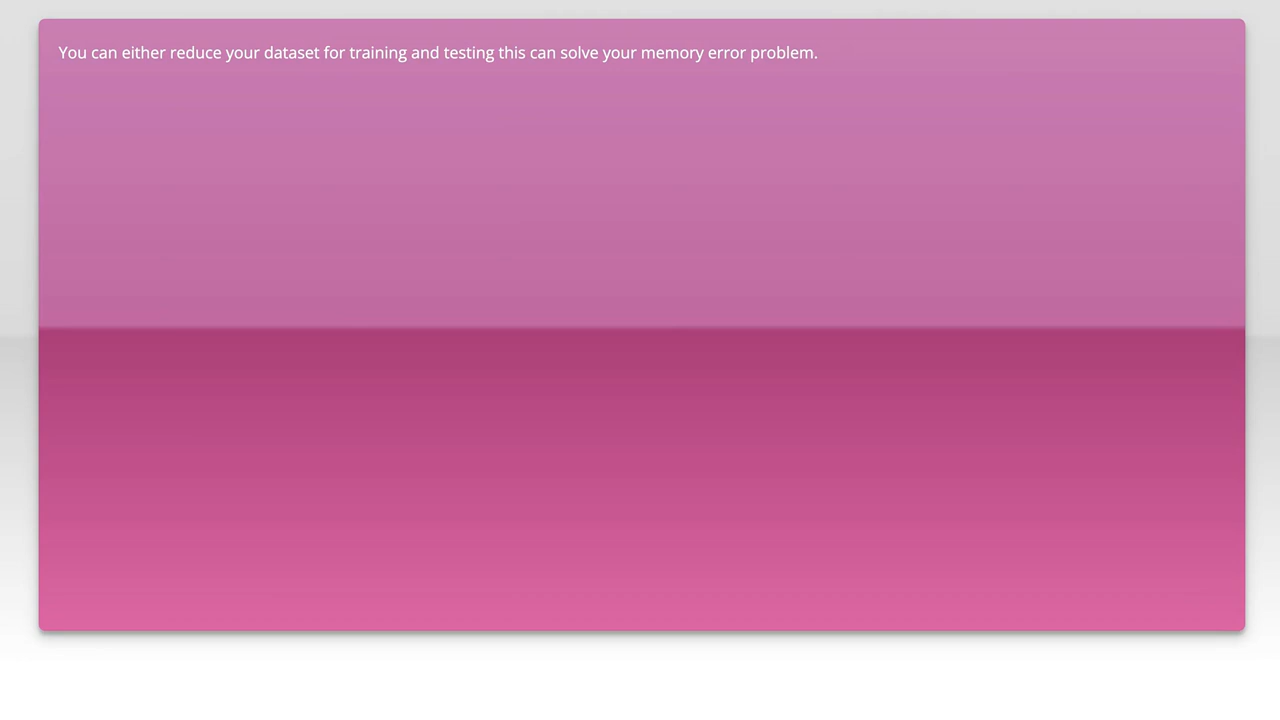 You can either reduce your dataset for training and testing this can solve your memory error problem.